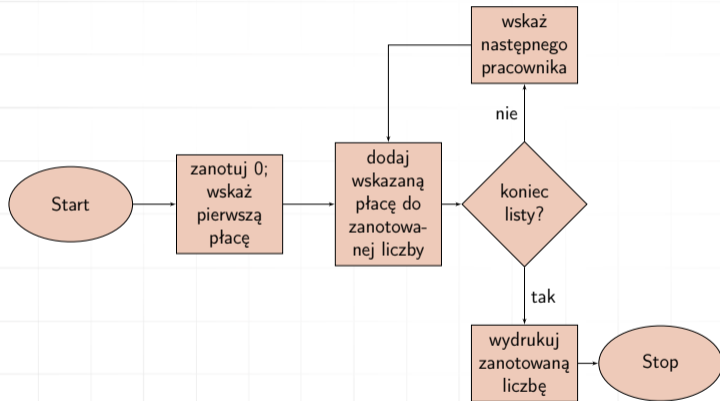 Start
zanotuj 0;
wskaż
pierwszą
płacę
dodaj
wskazaną
płacę do
zanotowa-
nej liczby
koniec
listy?
nie
wskaż
następnego
pracownika
tak
wydrukuj
zanotowaną
liczbę
Stop